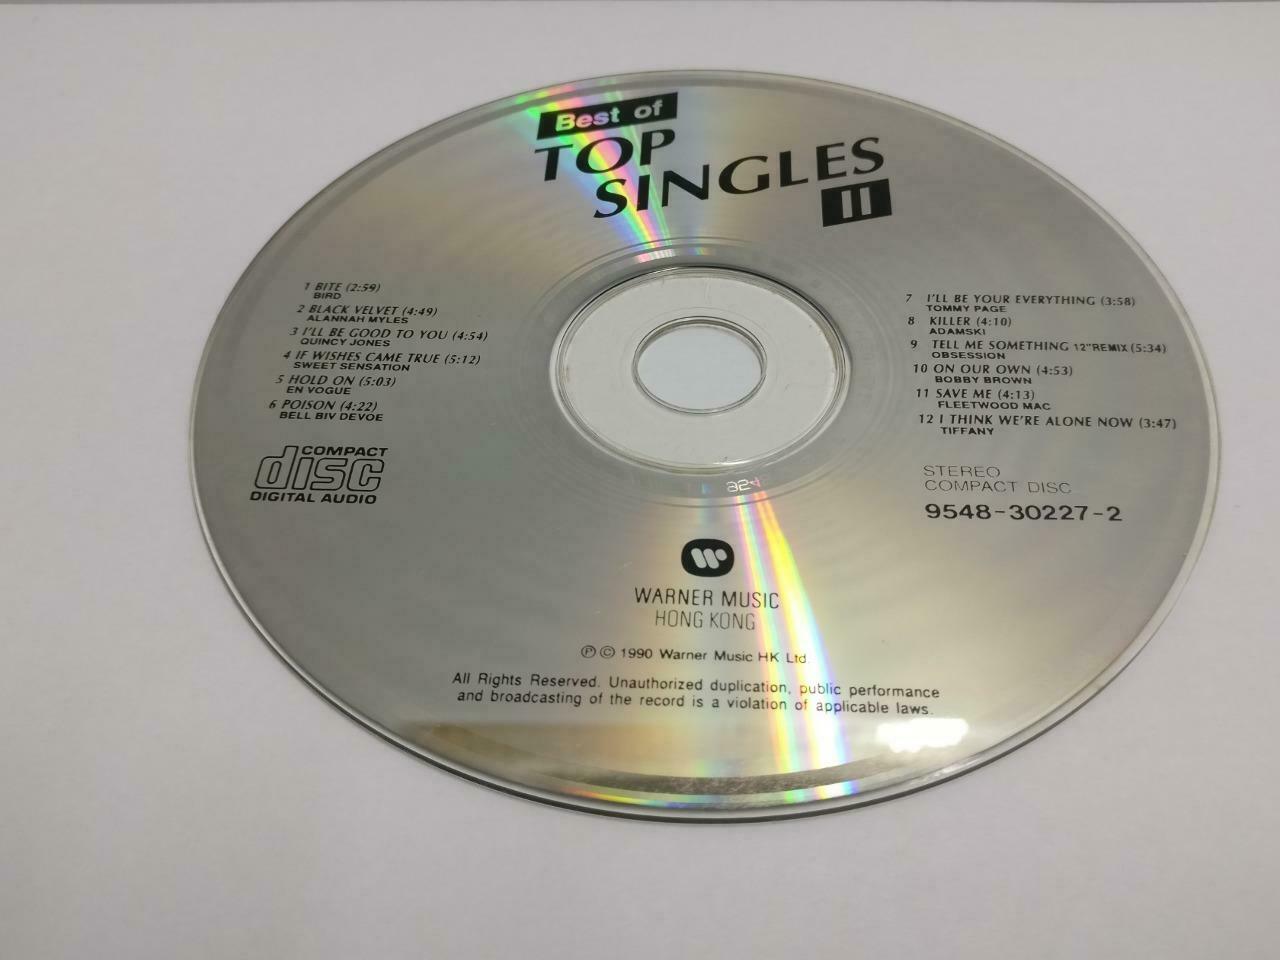 Best of
TOP
SINGLES
II
1 BITE (2:59)
BIRD
2 BLACK VELVET (4:49)
ALANNAH MYLES
3 I'LL BE GOOD TO YOU (4:54)
QUINCY JONES
4 IF WISHES CAME TRUE (5:12)
SWEET SENSATION
5 HOLD ON (5:03)
EN VOGUE
6 POISON (4:22)
BELL BIV DEVOE
7 I'LL BE YOUR EVERYTHING (3:58)
TOMMY PAGE
8 KILLER (4:10)
ADAMSKI
9 TELL ME SOMETHING 12"REMIX (5:34)
OBSESSION
10 ON OUR OWN (4:53)
BOBBY BROWN
11 SAVE ME (4:13)
FLEETWOOD MAC
12 I THINK WE'RE ALONE NOW (3:47)
TIFFANY
COMPACT
disc
DIGITAL AUDIO
STEREO
COMPACT DISC
9548-30227-2
824
WARNER MUSIC
HONG KONG
℗ © 1990 Warner Music HK Ltd.
All Rights Reserved. Unauthorized duplication, public performance
and broadcasting of the record is a violation of applicable laws.